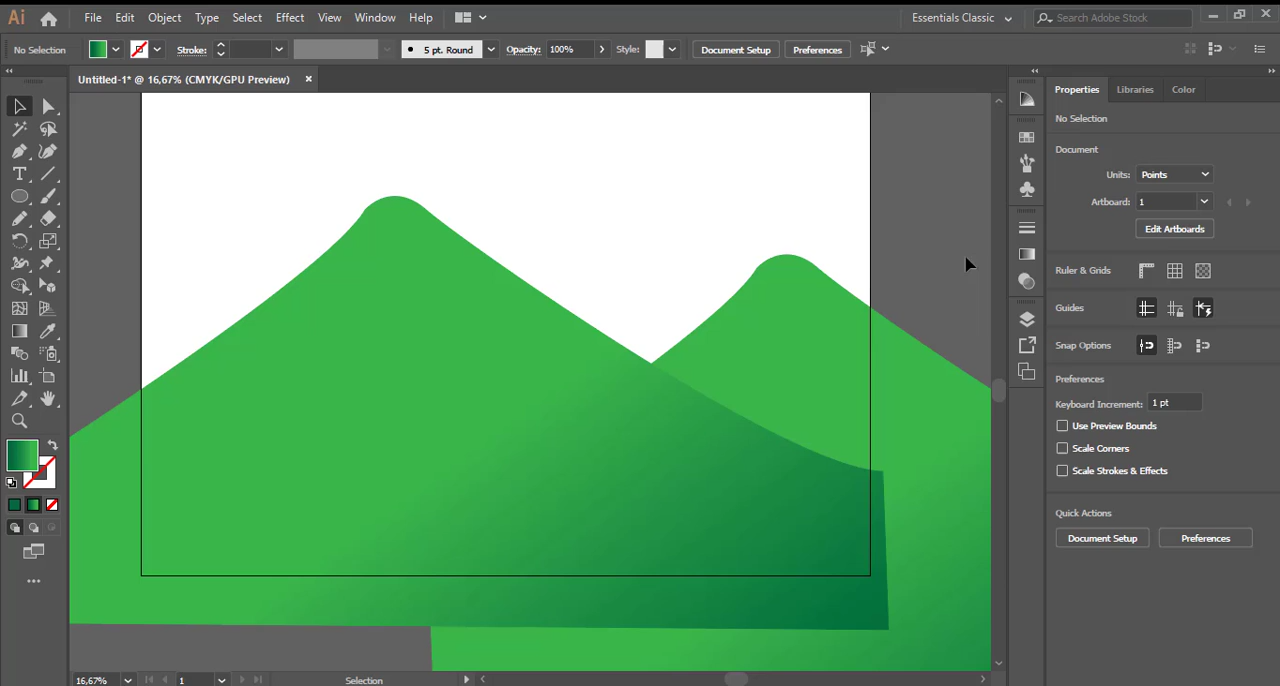 Ai File Edit Object Type Select Effect View Window Help Essentials Classic Search Adobe Stock
No Selection Stroke: 5 pt. Round Opacity: 100% Style: Document Setup Preferences
Untitled-1* @ 16,67% (CMYK/GPU Preview)
Properties Libraries Color
No Selection
Document
Units: Points
Artboard: 1
Edit Artboards
Ruler & Grids
Guides
Snap Options
Preferences
Keyboard Increment: 1 pt
Use Preview Bounds
Scale Corners
Scale Strokes & Effects
Quick Actions
Document Setup Preferences
16,67% 1 Selection